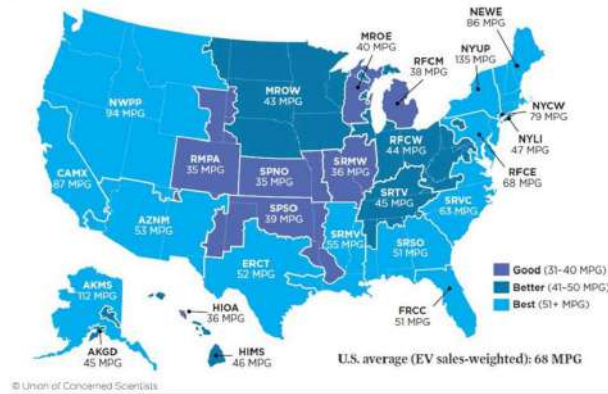 NEWE
86 MPG
MROE
40 MPG
RFCM
38 MPG
NYUP
135 MPG
NWPP
94 MPG
MROW
43 MPG
NYCW
79 MPG
NYLI
47 MPG
RFCE
68 MPG
RFCW
44 MPG
CAMX
87 MPG
RMPA
35 MPG
SPNO
35 MPG
SRMW
36 MPG
SRTV
45 MPG
SRVC
63 MPG
AZNM
53 MPG
SPSO
39 MPG
SRMV
55 MPG
SRSO
51 MPG
ERCT
52 MPG
AKMS
112 MPG
HIOA
36 MPG
FRCC
51 MPG
AKGD
45 MPG
HIMS
46 MPG
Good (31–40 MPG)
Better (41–50 MPG)
Best (51+ MPG)
U.S. average (EV sales-weighted): 68 MPG
© Union of Concerned Scientists